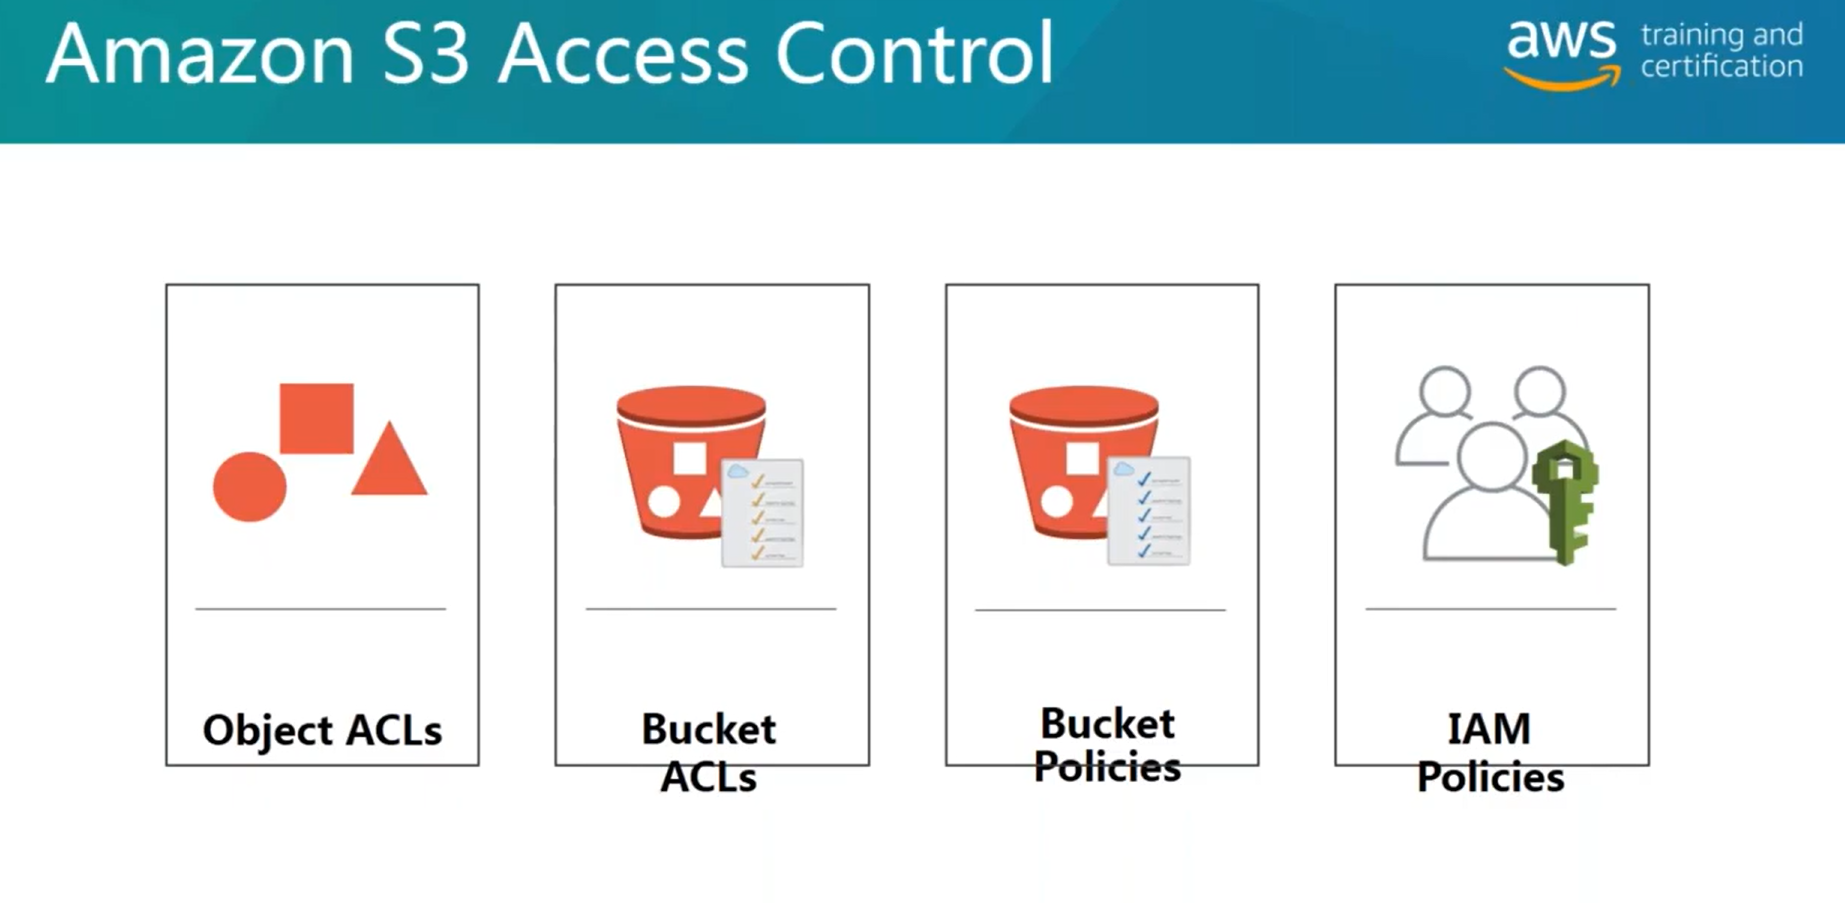 Amazon S3 Access Control
aws
training and
certification
Object ACLs
Bucket
ACLs
Bucket
Policies
IAM
Policies